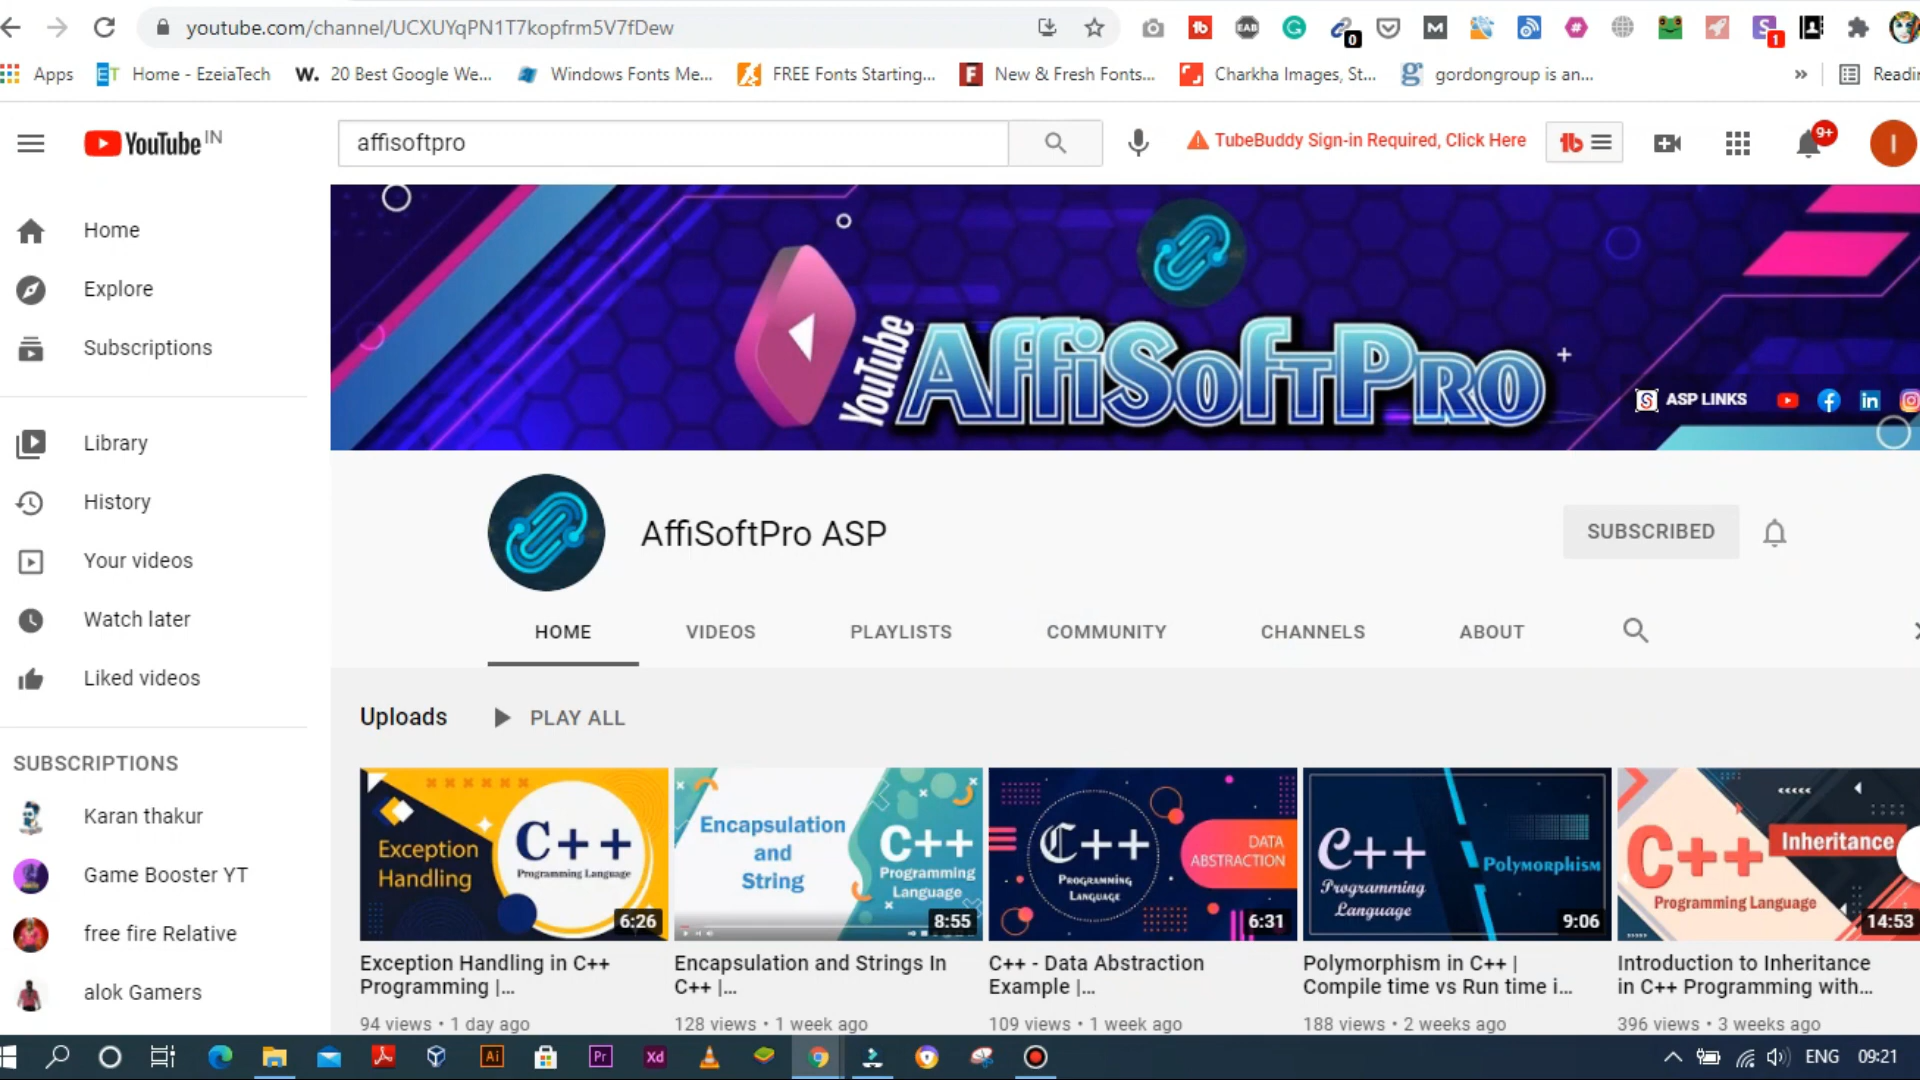 youtube.com/channel/UCXUYqPN1T7kopfrm5V7fDew
0
1
Apps
ET Home - EzeiaTech
W. 20 Best Google We...
Windows Fonts Me...
FREE Fonts Starting...
F New & Fresh Fonts...
Charkha Images, St...
g gordongroup is an...
»
Readi
YouTube IN
affisoftpro
TubeBuddy Sign-in Required, Click Here
9+
I
Home
Explore
Subscriptions
Library
History
Your videos
Watch later
Liked videos
SUBSCRIPTIONS
Karan thakur
Game Booster YT
free fire Relative
alok Gamers
YouTube
AffiSoftPro
ASP LINKS
AffiSoftPro ASP
SUBSCRIBED
HOME VIDEOS PLAYLISTS COMMUNITY CHANNELS ABOUT
Uploads
PLAY ALL
Exception
Handling
C++
Programming Language
6:26
Exception Handling in C++
Programming |...
94 views • 1 day ago
Encapsulation
and
String
C++
Programming
Language
8:55
Encapsulation and Strings In
C++ |...
128 views • 1 week ago
C++
Programming
Language
DATA
ABSTRACTION
6:31
C++ - Data Abstraction
Example |...
109 views • 1 week ago
C++
Programming
Language
Polymorphism
9:06
Polymorphism in C++ |
Compile time vs Run time i...
188 views • 2 weeks ago
C++
Inheritance
Programming Language
14:53
Introduction to Inheritance
in C++ Programming with...
396 views • 3 weeks ago
Ai
Pr
Xd
ENG
09:21